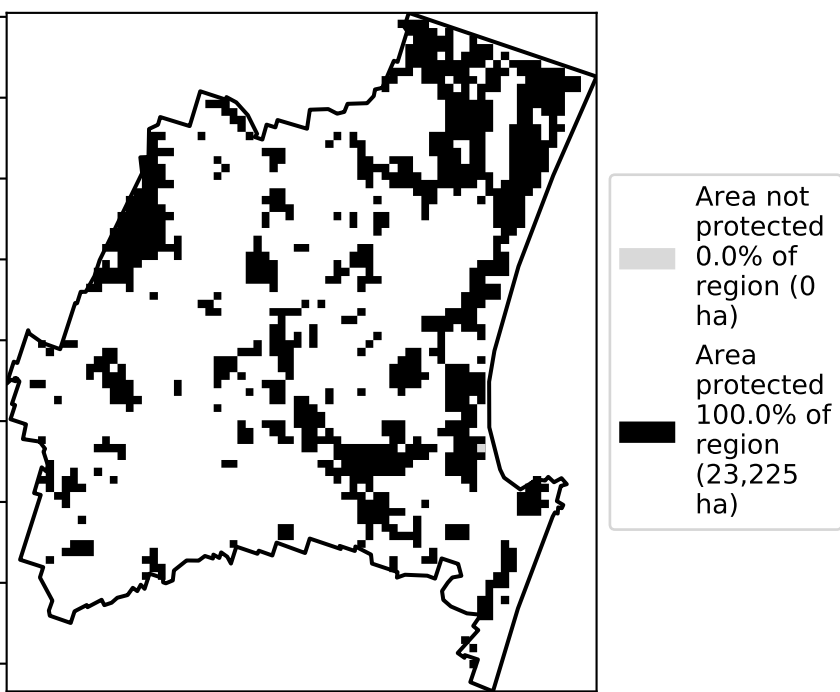 Area not
protected
0.0% of
region (0
ha)
Area
protected
100.0% of
region
(23,225
ha)